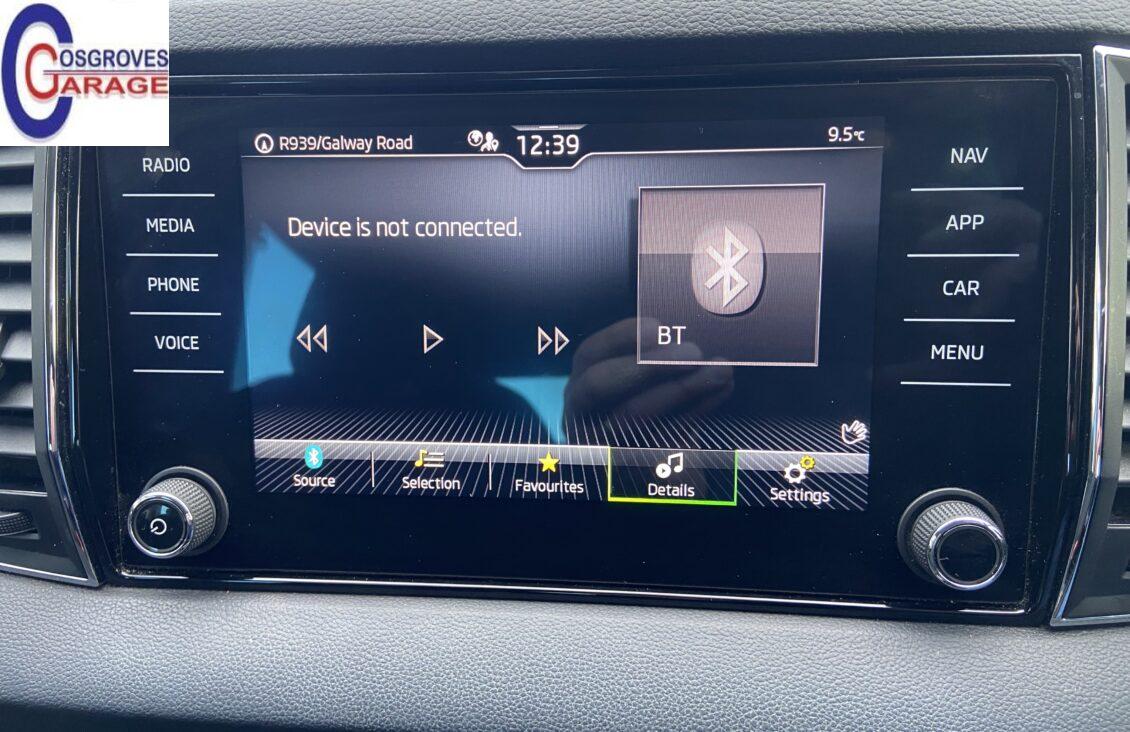 COSGROVES
GARAGE
R939/Galway Road
12:39
9.5°C
RADIO
MEDIA
PHONE
VOICE
Device is not connected.
BT
NAV
APP
CAR
MENU
Source
Selection
Favourites
Details
Settings